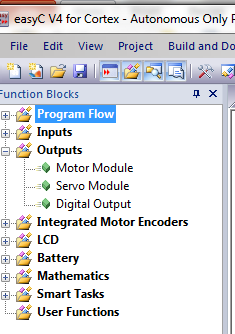 easyC V4 for Cortex - Autonomous Only P
File Edit View Project Build and Do
Function Blocks
Program Flow
Inputs
Outputs
Motor Module
Servo Module
Digital Output
Integrated Motor Encoders
LCD
Battery
Mathematics
Smart Tasks
User Functions